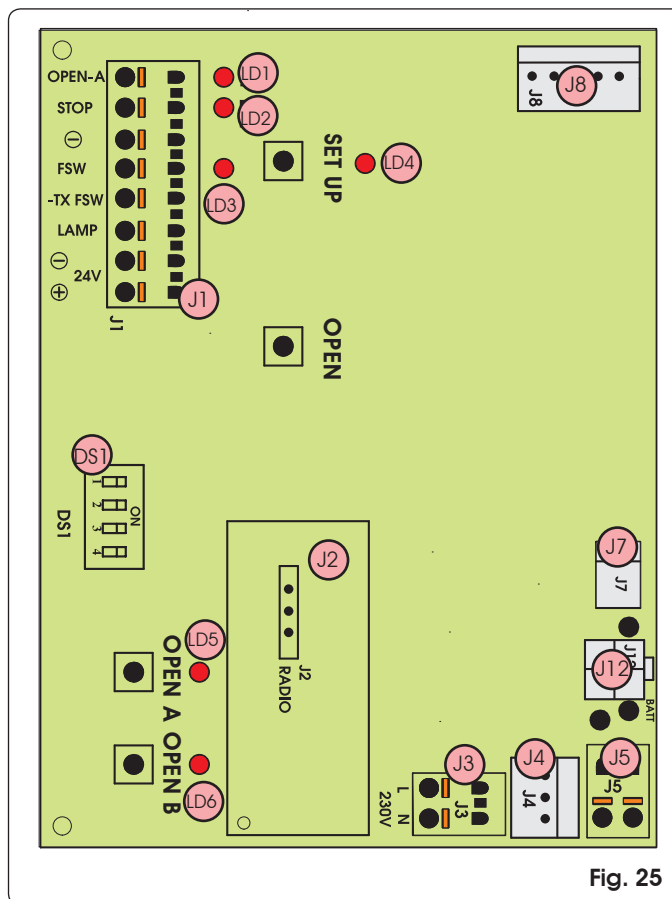 OPEN-A
STOP
⊖
FSW
-TX FSW
LAMP
⊖
24V
⊕
J1
J1
LD1
LD2
LD3
SET UP
LD4
J8
J8
OPEN
DS1
1
2
3
4
ON
DS1
J2
J2
RADIO
LD5
OPEN A
OPEN B
LD6
J7
J7
J12
BATT
J3
L
N
230V
J3
J4
J4
J5
J5
Fig. 25